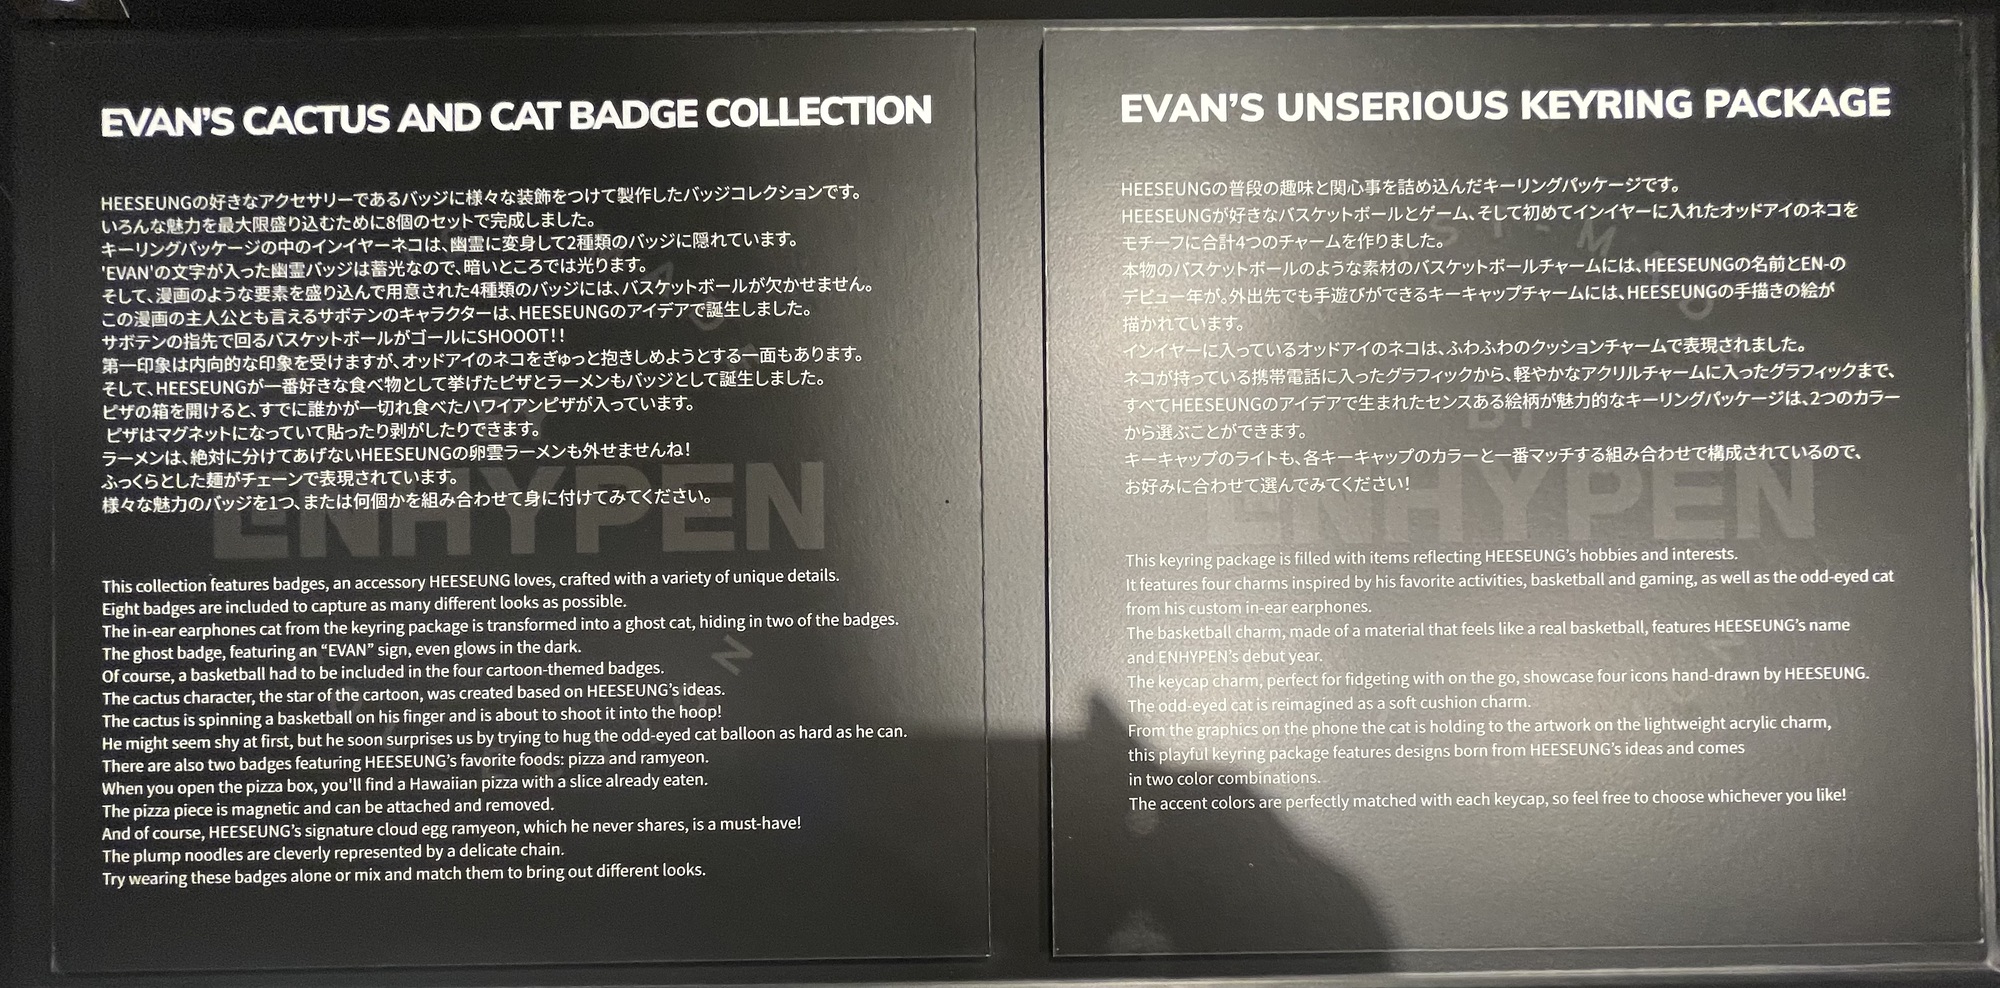 EVAN'S CACTUS AND CAT BADGE COLLECTION
HEESEUNGの好きなアクセサリーであるバッジに様々な装飾をつけて製作したバッジコレクションです。
いろんな魅力を最大限盛り込むために8個のセットで完成しました。
キーリングパッケージの中のインイヤーネコは、幽霊に変身して2種類のバッジに隠れています。
'EVAN'の文字が入った幽霊バッジは蓄光なので、暗いところでは光ります。
そして、漫画のような要素を盛り込んで用意された4種類のバッジには、バスケットボールが欠かせません。
この漫画の主人公とも言えるサボテンのキャラクターは、HEESEUNGのアイデアで誕生しました。
サボテンの指先で回るバスケットボールがゴールにSHOOOT!!
第一印象は内向的な印象を受けますが、オッドアイのネコをぎゅっと抱きしめようとする一面もあります。
そして、HEESEUNGが一番好きな食べ物として挙げたピザとラーメンもバッジとして誕生しました。
ピザの箱を開けると、すでに誰かが一切れ食べたハワイアンピザが入っています。
ピザはマグネットになっていて貼ったり剥がしたりできます。
ラーメンは、絶対に分けてあげないHEESEUNGの卵雲ラーメンも外せませんね!
ふっくらとした麺がチェーンで表現されています。
様々な魅力のバッジを1つ、または何個かを組み合わせて身に付けてみてください。
ENHYPEN
This collection features badges, an accessory HEESEUNG loves, crafted with a variety of unique details.
Eight badges are included to capture as many different looks as possible.
The in-ear earphones cat from the keyring package is transformed into a ghost cat, hiding in two of the badges.
The ghost badge, featuring an “EVAN” sign, even glows in the dark.
Of course, a basketball had to be included in the four cartoon-themed badges.
The cactus character, the star of the cartoon, was created based on HEESEUNG's ideas.
The cactus is spinning a basketball on his finger and is about to shoot it into the hoop!
He might seem shy at first, but he soon surprises us by trying to hug the odd-eyed cat balloon as hard as he can.
There are also two badges featuring HEESEUNG's favorite foods: pizza and ramyeon.
When you open the pizza box, you'll find a Hawaiian pizza with a slice already eaten.
The pizza piece is magnetic and can be attached and removed.
And of course, HEESEUNG's signature cloud egg ramyeon, which he never shares, is a must-have!
The plump noodles are cleverly represented by a delicate chain.
Try wearing these badges alone or mix and match them to bring out different looks.
EVAN'S UNSERIOUS KEYRING PACKAGE
HEESEUNGの普段の趣味と関心事を詰め込んだキーリングパッケージです。
HEESEUNGが好きなバスケットボールとゲーム、そして初めてインイヤーに入れたオッドアイのネコを
モチーフに合計4つのチャームを作りました。
本物のバスケットボールのような素材のバスケットボールチャームには、HEESEUNGの名前とEN-の
デビュー年が。外出先でも手遊びができるキーキャップチャームには、HEESEUNGの手描きの絵が
描かれています。
インイヤーに入っているオッドアイのネコは、ふわふわのクッションチャームで表現されました。
ネコが持っている携帯電話に入ったグラフィックから、軽やかなアクリルチャームに入ったグラフィックまで、
すべてHEESEUNGのアイデアで生まれたセンスある絵柄が魅力的なキーリングパッケージは、2つのカラー
から選ぶことができます。
キーキャップのライトも、各キーキャップのカラーと一番マッチする組み合わせで構成されているので、
お好みに合わせて選んでみてください!
BY
ENHYPEN
This keyring package is filled with items reflecting HEESEUNG's hobbies and interests.
It features four charms inspired by his favorite activities, basketball and gaming, as well as the odd-eyed cat
from his custom in-ear earphones.
The basketball charm, made of a material that feels like a real basketball, features HEESEUNG's name
and ENHYPEN's debut year.
The keycap charm, perfect for fidgeting with on the go, showcase four icons hand-drawn by HEESEUNG.
The odd-eyed cat is reimagined as a soft cushion charm.
From the graphics on the phone the cat is holding to the artwork on the lightweight acrylic charm,
this playful keyring package features designs born from HEESEUNG's ideas and comes
in two color combinations.
The accent colors are perfectly matched with each keycap, so feel free to choose whichever you like!